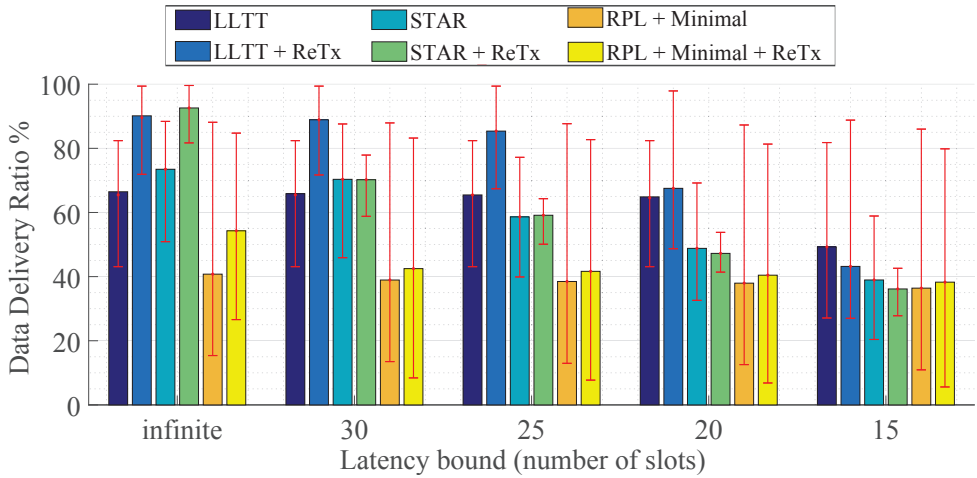 LLTT
STAR
RPL + Minimal
LLTT + ReTx
STAR + ReTx
RPL + Minimal + ReTx
Data Delivery Ratio %
100
80
60
40
20
0
infinite 30 25 20 15
Latency bound (number of slots)